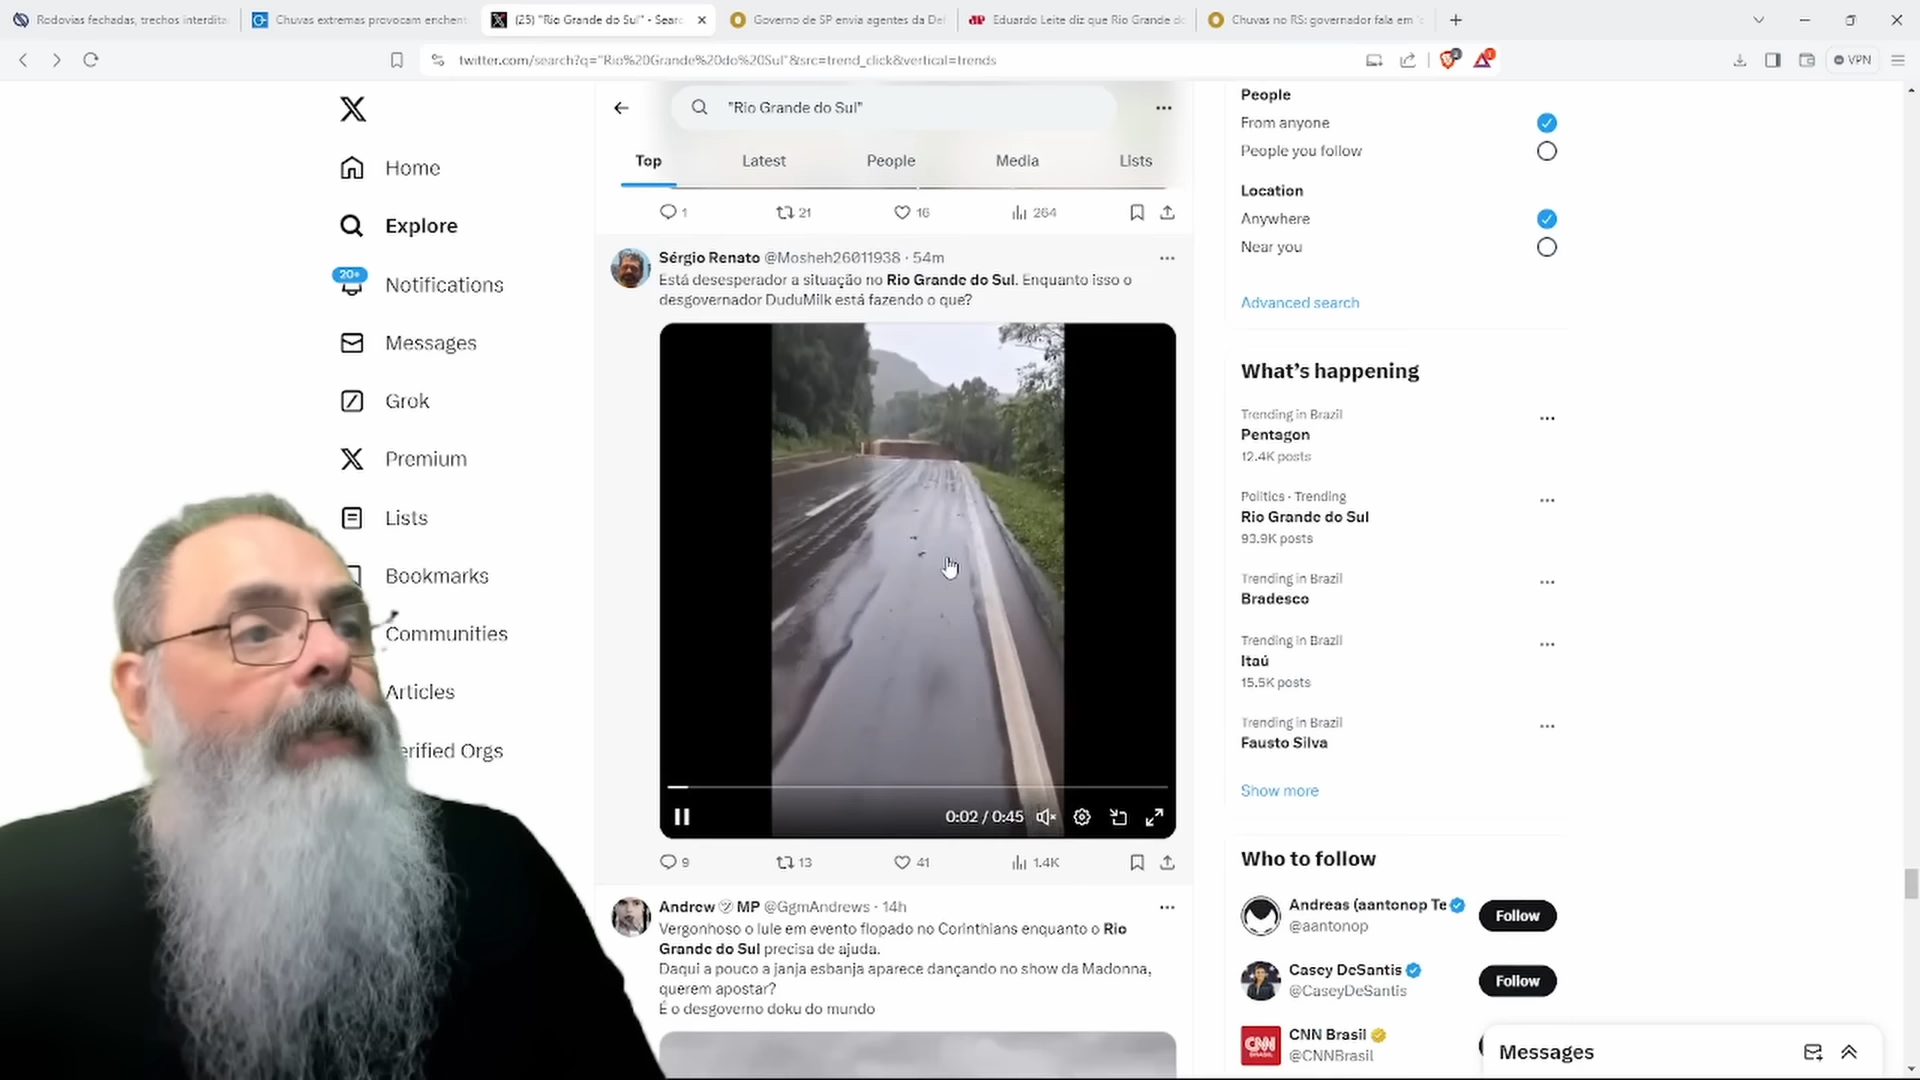 Rodovias fechadas, trechos interdita
Chuvas extremas provocam enchent
(25) "Rio Grande do Sul" - Sear
Governo de SP envia agentes da Def
Eduardo Leite diz que Rio Grande do
Chuvas no RS: governador fala em 'c
twitter.com/search?q="Rio%20Grande%20do%20Sul"&src=trend_click&vertical=trends
VPN
"Rio Grande do Sul"
Top
Latest
People
Media
Lists
1
21
16
264
Home
Explore
20+
Notifications
Messages
Grok
Premium
Lists
Bookmarks
Communities
Articles
erified Orgs
Sérgio Renato @Mosheh26011938 · 54m
Está desesperador a situação no Rio Grande do Sul. Enquanto isso o
desgovernador DuduMilk está fazendo o que?
0:02 / 0:45
9
13
41
1.4K
Andrew MP @GgmAndrews · 14h
Vergonhoso o lule em evento flopado no Corinthians enquanto o Rio
Grande do Sul precisa de ajuda.
Daqui a pouco a janja esbanja aparece dançando no show da Madonna,
querem apostar?
É o desgoverno doku do mundo
People
From anyone
People you follow
Location
Anywhere
Near you
Advanced search
What's happening
Trending in Brazil
Pentagon
12.4K posts
Politics · Trending
Rio Grande do Sul
93.9K posts
Trending in Brazil
Bradesco
Trending in Brazil
Itaú
15.5K posts
Trending in Brazil
Fausto Silva
Show more
Who to follow
Andreas (aantonop Te
@aantonop
Follow
Casey DeSantis
@CaseyDeSantis
Follow
CNN
CNN Brasil
@CNNBrasil
Messages